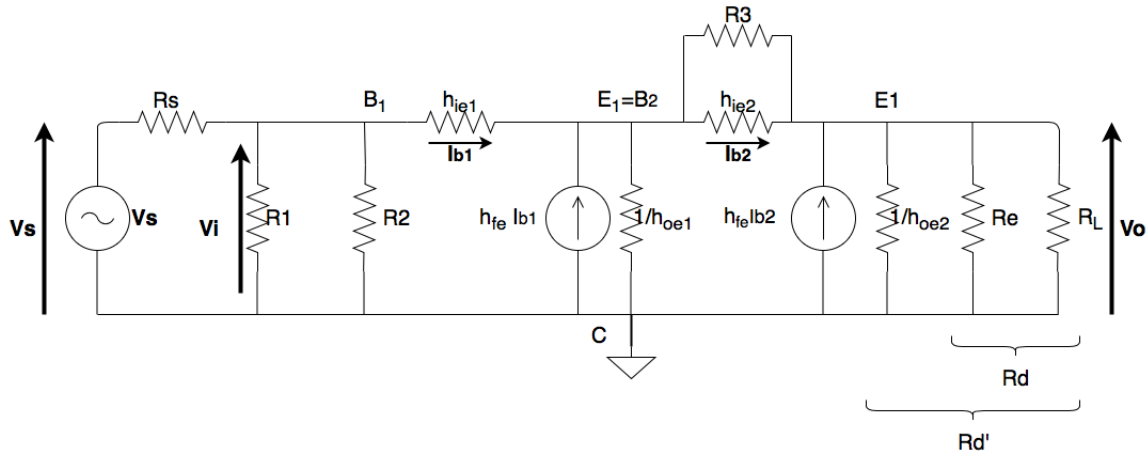 R3
Rs
B1
hie1
E1=B2
hie2
E1
Ib1
Ib2
Vs
Vs
Vi
R1
R2
hfe Ib1
1/hoe1
hfeIb2
1/hoe2
Re
RL
Vo
C
Rd
Rd'